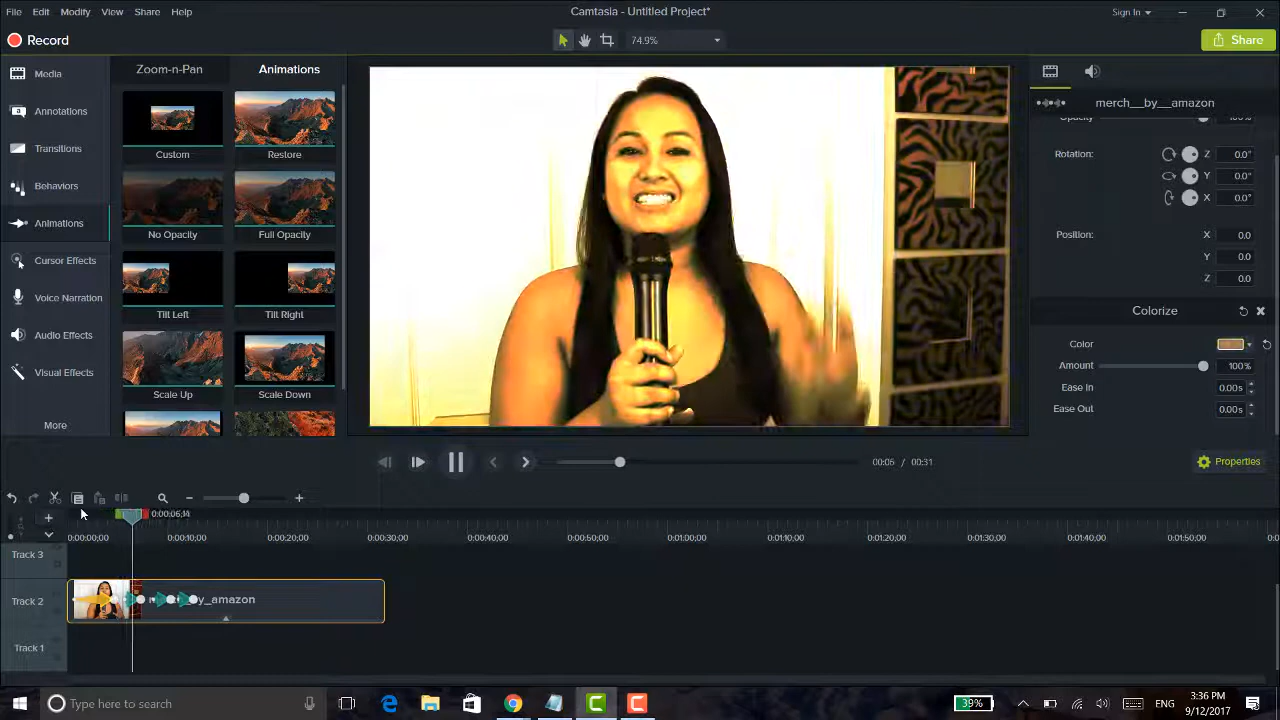 File Edit Modify View Share Help
Camtasia - Untitled Project*
Sign In
Record
74.9%
Share
Media
Annotations
Transitions
Behaviors
Animations
Cursor Effects
Voice Narration
Audio Effects
Visual Effects
More
Zoom-n-Pan
Animations
Custom
Restore
No Opacity
Full Opacity
Tilt Left
Tilt Right
Scale Up
Scale Down
merch__by__amazon
Opacity 100%
Rotation: Z 0.0°
Y 0.0°
X 0.0°
Position: X 0.0
Y 0.0
Z 0.0
Colorize
Color
Amount 100%
Ease In 0.00s
Ease Out 0.00s
00:05 / 00:31
Properties
0:00:06;14
0:00:00;00 0:00:10;00 0:00:20;00 0:00:30;00 0:00:40;00 0:00:50;00 0:01:00;00 0:01:10;00 0:01:20;00 0:01:30;00 0:01:40;00 0:01:50;00
Track 3
Track 2
by_amazon
Track 1
Type here to search
39%
ENG
3:36 PM
9/12/2017